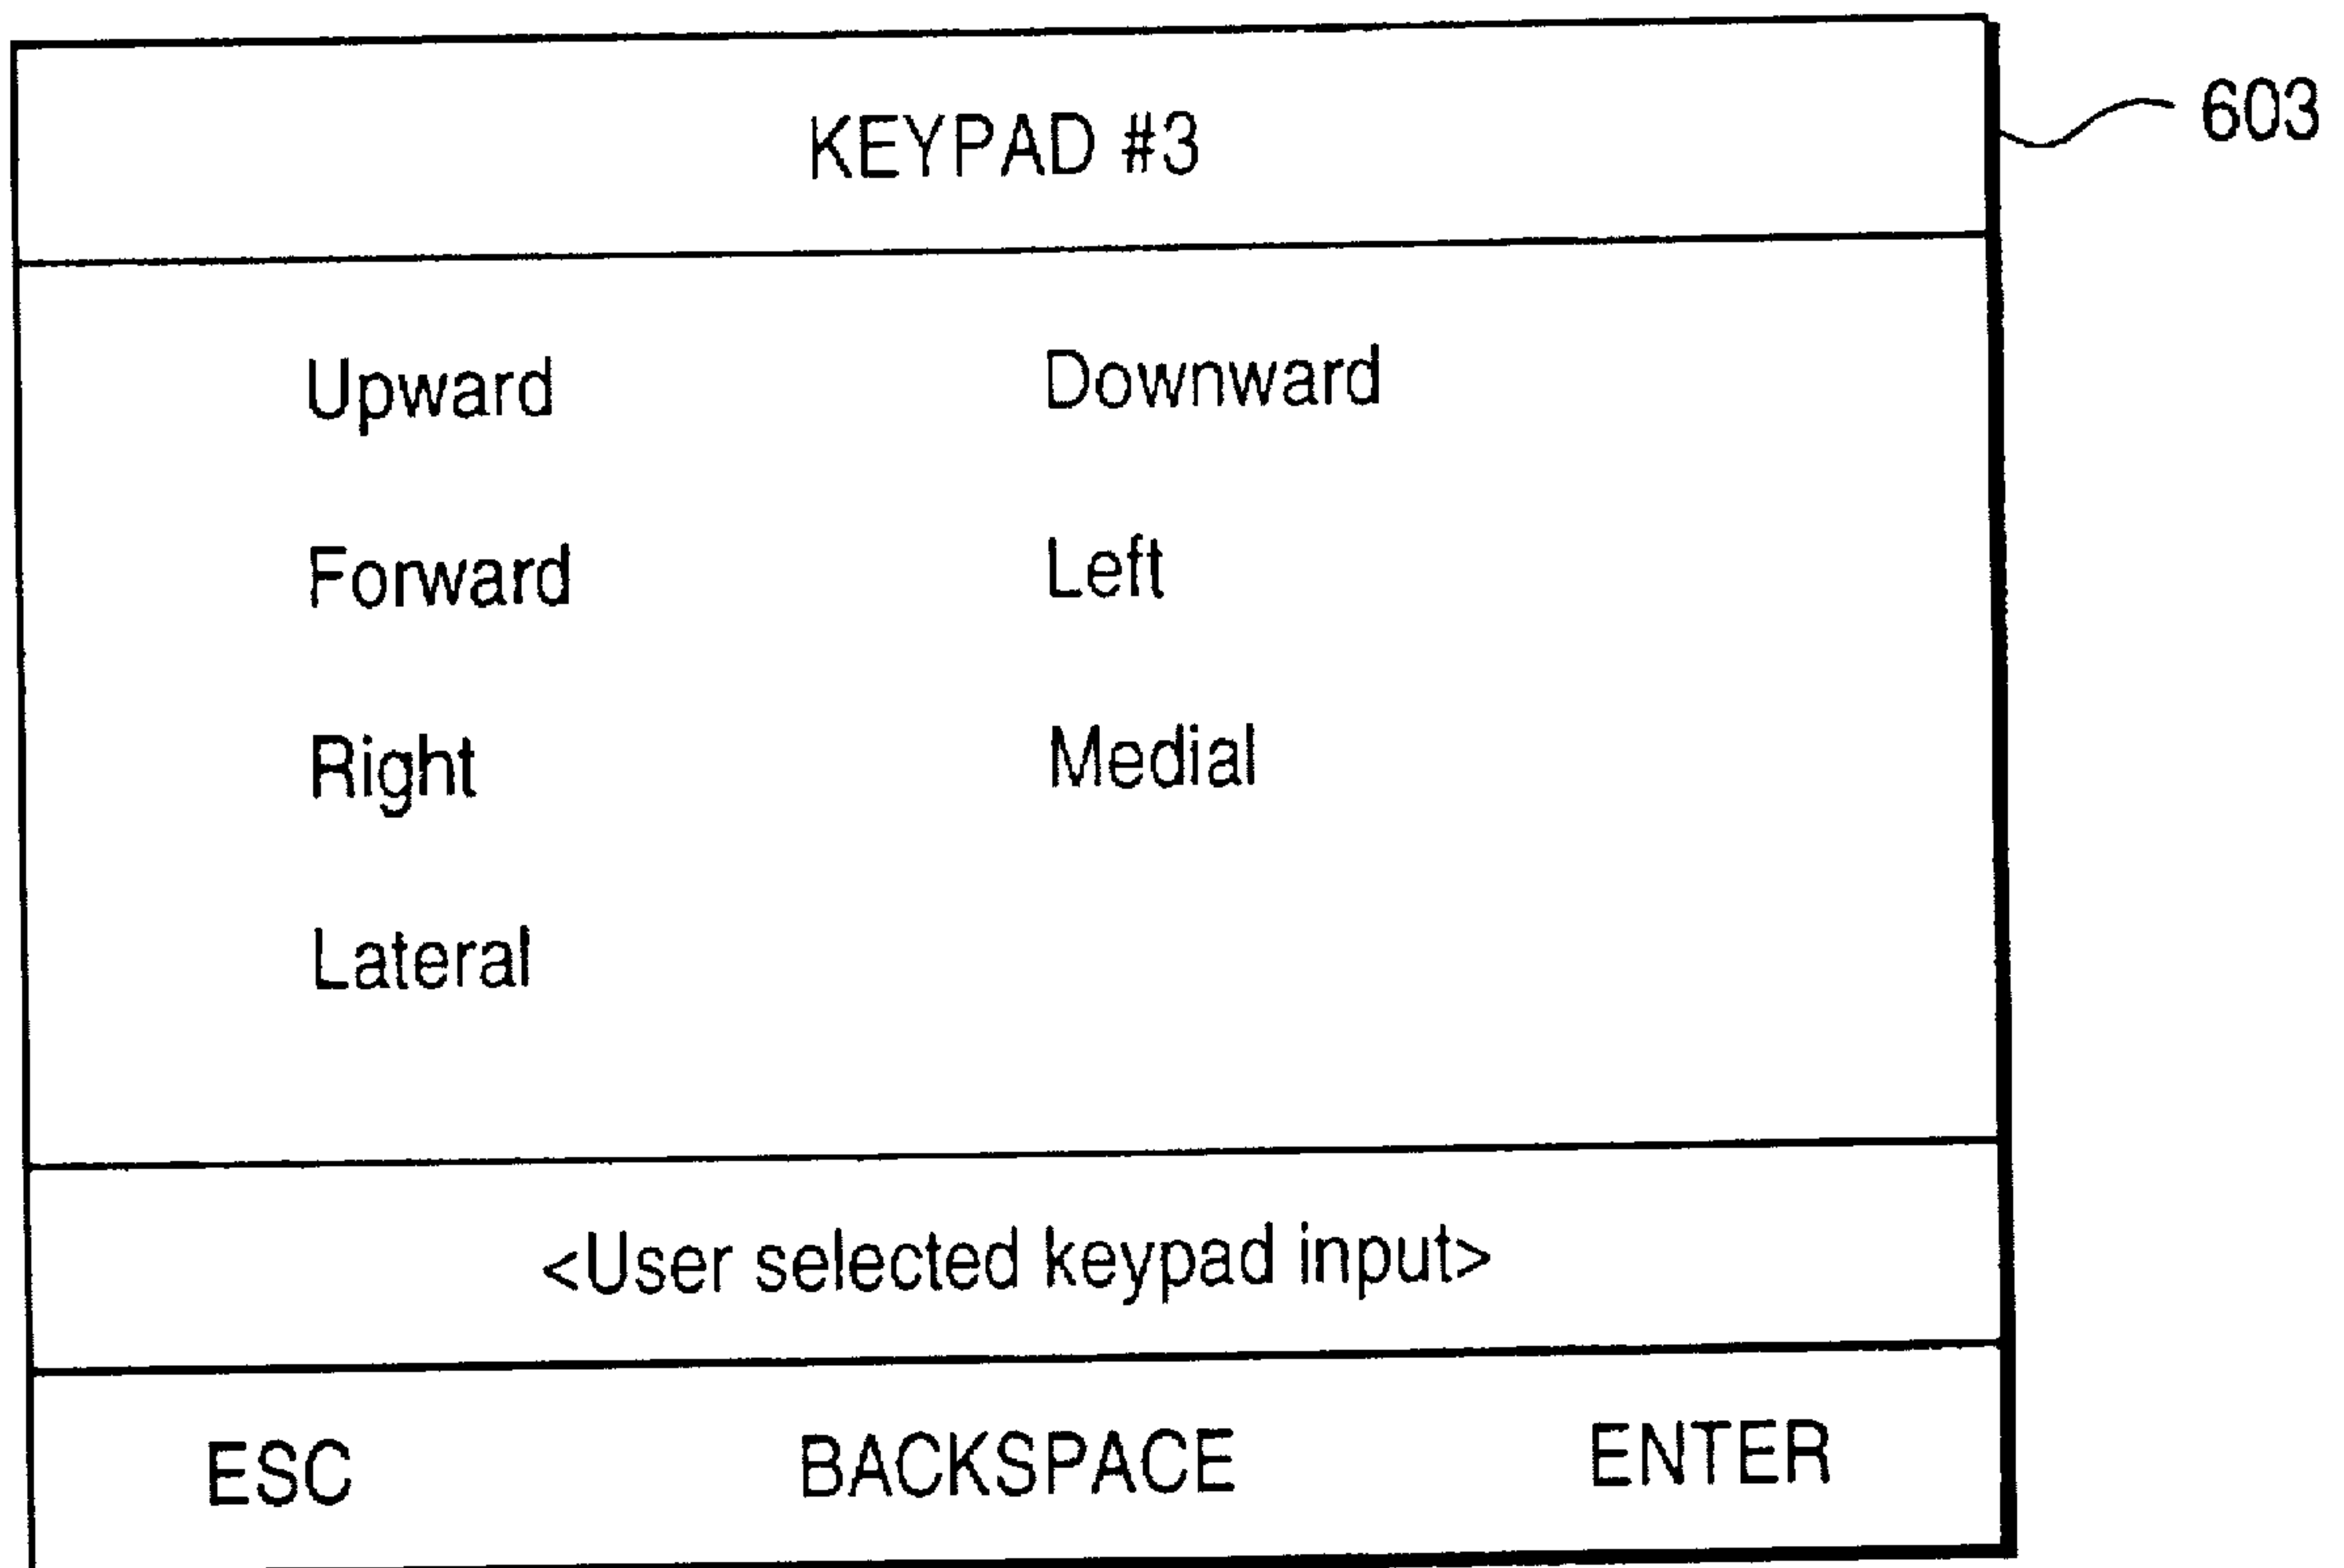 KEYPAD #3
603
Upward Downward
Forward Left
Right Medial
Lateral
<User selected keypad input>
ESC BACKSPACE ENTER